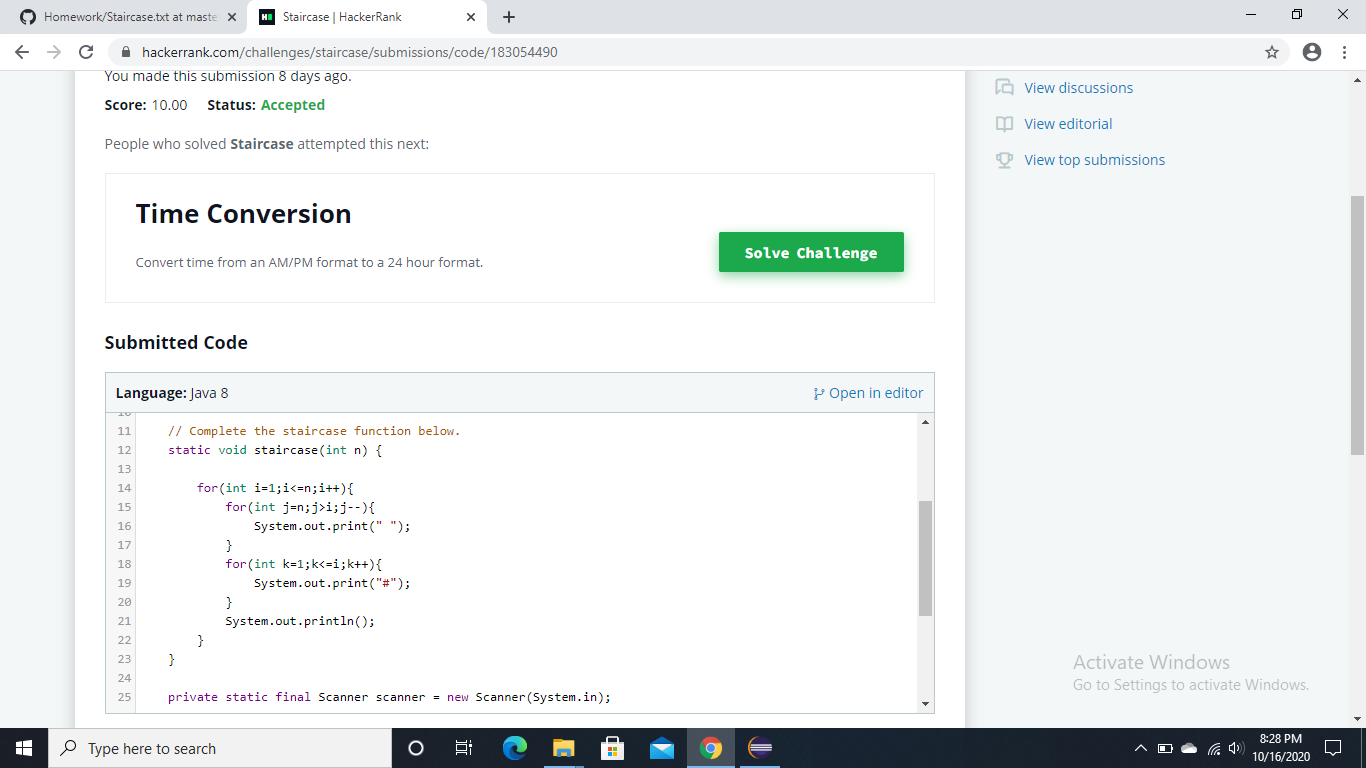 Homework/Staircase.txt at maste
Staircase | HackerRank
hackerrank.com/challenges/staircase/submissions/code/183054490
You made this submission 8 days ago.
Score: 10.00 Status: Accepted
People who solved Staircase attempted this next:
Time Conversion
Convert time from an AM/PM format to a 24 hour format.
Solve Challenge
View discussions
View editorial
View top submissions
Submitted Code
Language: Java 8
Open in editor
10
11 // Complete the staircase function below.
12 static void staircase(int n) {
13
14 for(int i=1;i<=n;i++){
15 for(int j=n;j>i;j--){
16 System.out.print(" ");
17 }
18 for(int k=1;k<=i;k++){
19 System.out.print("#");
20 }
21 System.out.println();
22 }
23 }
24
25 private static final Scanner scanner = new Scanner(System.in);
Activate Windows
Go to Settings to activate Windows.
Type here to search
8:28 PM
10/16/2020